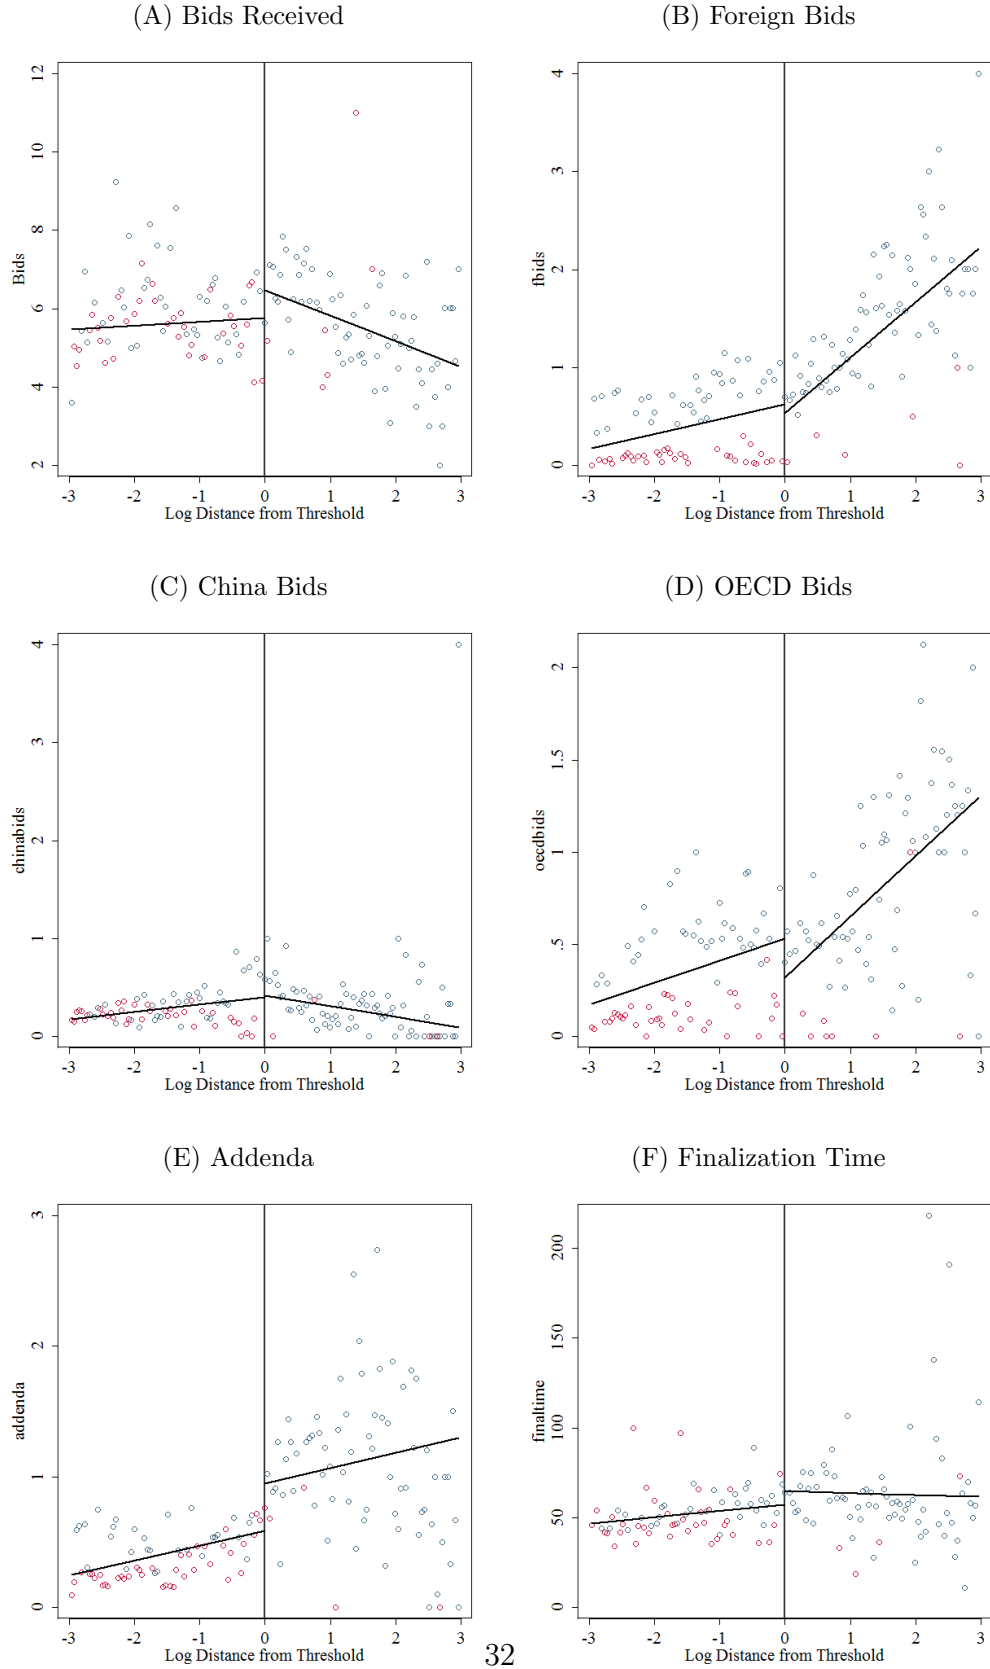 (A) Bids Received
(B) Foreign Bids
12
10
8
6
4
2
Bids
-3 -2 -1 0 1 2 3
Log Distance from Threshold
4
3
2
1
0
fbids
-3 -2 -1 0 1 2 3
Log Distance from Threshold
(C) China Bids
(D) OECD Bids
4
3
2
1
0
chinabids
-3 -2 -1 0 1 2 3
Log Distance from Threshold
2
1.5
1
.5
0
oecdbids
-3 -2 -1 0 1 2 3
Log Distance from Threshold
(E) Addenda
(F) Finalization Time
3
2
1
0
addenda
-3 -2 -1 0 1 2 3
Log Distance from Threshold
200
150
100
50
0
finaltime
-3 -2 -1 0 1 2 3
Log Distance from Threshold
32